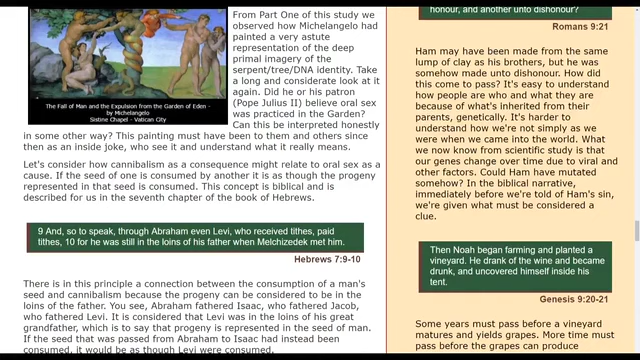 From Part One of this study we
observed how Michelangelo had
painted a very astute
representation of the deep
primal imagery of the
serpent/tree/DNA identity. Take
a long and considerate look at it
again. Did he or his patron
(Pope Julius II) believe oral sex
was practiced in the Garden?
Can this be interpreted honestly
The Fall of Man and the Expulsion from the Garden of Eden -
by Michelangelo
Sistine Chapel - Vatican City
in some other way? This painting must have been to them and others since
then as an inside joke, who see it and understand what it really means.
Let's consider how cannibalism as a consequence might relate to oral sex as a
cause. If the seed of one is consumed by another it is as though the progeny
represented in that seed is consumed. This concept is biblical and is
described for us in the seventh chapter of the book of Hebrews.
9 And, so to speak, through Abraham even Levi, who received tithes, paid
tithes, 10 for he was still in the loins of his father when Melchizedek met him.
Hebrews 7:9-10
There is in this principle a connection between the consumption of a man's
seed and cannibalism because the progeny can be considered to be in the
loins of the father. You see, Abraham fathered Isaac, who fathered Jacob,
who fathered Levi. It is considered that Levi was in the loins of his great
grandfather, which is to say that progeny is represented in the seed of man.
If the seed that was passed from Abraham to Isaac had instead been
consumed, it would be as though Levi were consumed.
honour, and another unto dishonour?
Romans 9:21
Ham may have been made from the same
lump of clay as his brothers, but he was
somehow made unto dishonour. How did
this come to pass? It's easy to understand
how people are who and what they are
because of what's inherited from their
parents, genetically. It's harder to
understand how we're not simply as we
were when we came into the world. What
we now know from scientific study is that
our genes change over time due to viral and
other factors. Could Ham have mutated
somehow? In the biblical narrative,
immediately before we're told of Ham's sin,
we're given what must be considered a
clue.
Then Noah began farming and planted a
vineyard. He drank of the wine and became
drunk, and uncovered himself inside his
tent.
Genesis 9:20-21
Some years must pass before a vineyard
matures and yields grapes. More time must
pass before the grapes can produce